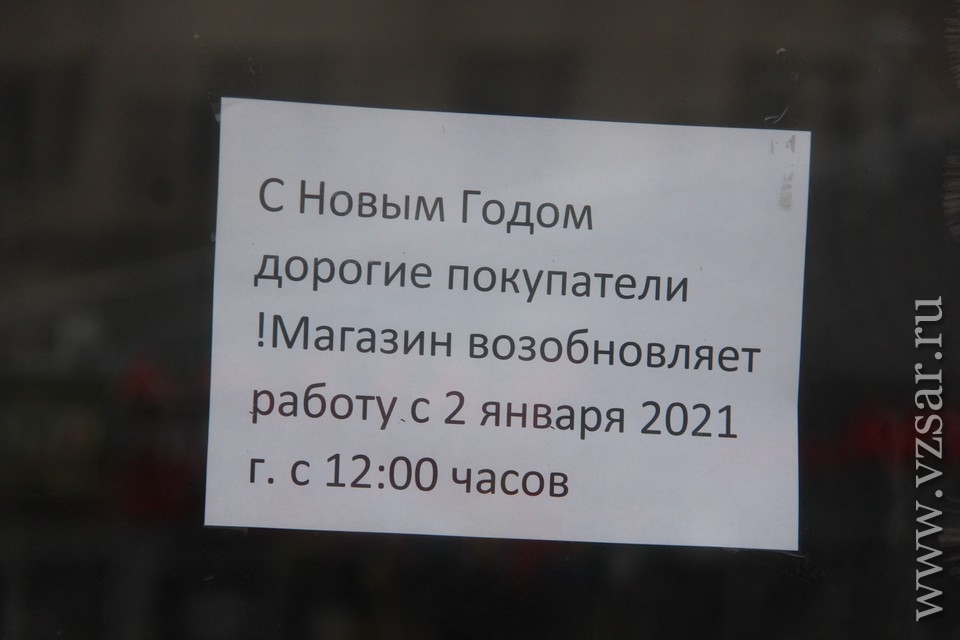 С Новым Годом
дорогие покупатели
!Магазин возобновляет
работу с 2 января 2021
г. с 12:00 часов
www.vzsar.ru